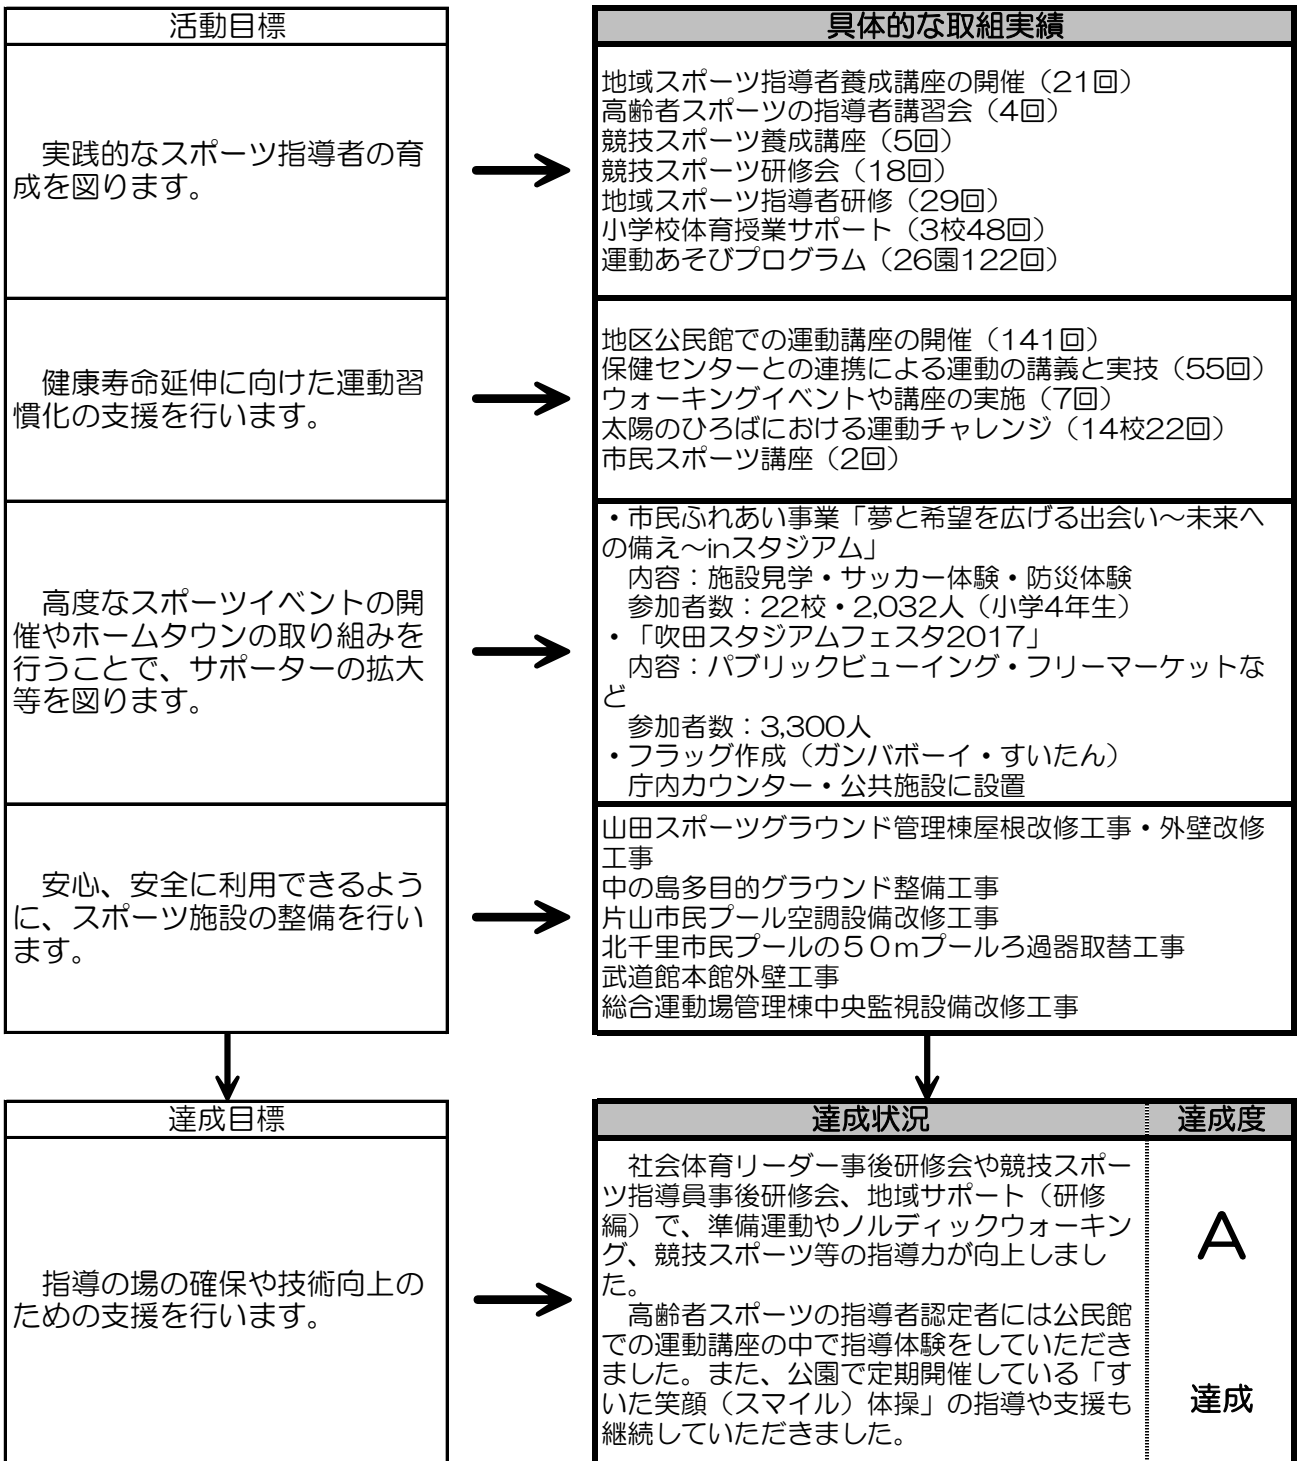 活動目標
具体的な取組実績
実践的なスポーツ指導者の育
成を図ります。
地域スポーツ指導者養成講座の開催（21回）
高齢者スポーツの指導者講習会（4回）
競技スポーツ養成講座（5回）
競技スポーツ研修会（18回）
地域スポーツ指導者研修（29回）
小学校体育授業サポート（3校48回）
運動あそびプログラム（26園122回）
健康寿命延伸に向けた運動習
慣化の支援を行います。
地区公民館での運動講座の開催（141回）
保健センターとの連携による運動の講義と実技（55回）
ウォーキングイベントや講座の実施（7回）
太陽のひろばにおける運動チャレンジ（14校22回）
市民スポーツ講座（2回）
高度なスポーツイベントの開
催やホームタウンの取り組みを
行うことで、サポーターの拡大
等を図ります。
・市民ふれあい事業「夢と希望を広げる出会い～未来へ
の備え～inスタジアム」
内容：施設見学・サッカー体験・防災体験
参加者数：22校・2,032人（小学4年生）
・「吹田スタジアムフェスタ2017」
内容：パブリックビューイング・フリーマーケットな
ど
参加者数：3,300人
・フラッグ作成（ガンバボーイ・すいたん）
庁内カウンター・公共施設に設置
安心、安全に利用できるよう
に、スポーツ施設の整備を行い
ます。
山田スポーツグラウンド管理棟屋根改修工事・外壁改修
工事
中の島多目的グラウンド整備工事
片山市民プール空調設備改修工事
北千里市民プールの５０ｍプールろ過器取替工事
武道館本館外壁工事
総合運動場管理棟中央監視設備改修工事
達成目標
達成状況
達成度
指導の場の確保や技術向上の
ための支援を行います。
社会体育リーダー事後研修会や競技スポー
ツ指導員事後研修会、地域サポート（研修
編）で、準備運動やノルディックウォーキン
グ、競技スポーツ等の指導力が向上しまし
た。
高齢者スポーツの指導者認定者には公民館
での運動講座の中で指導体験をしていただき
ました。また、公園で定期開催している「す
いた笑顔（スマイル）体操」の指導や支援も
継続していただきました。
A
達成